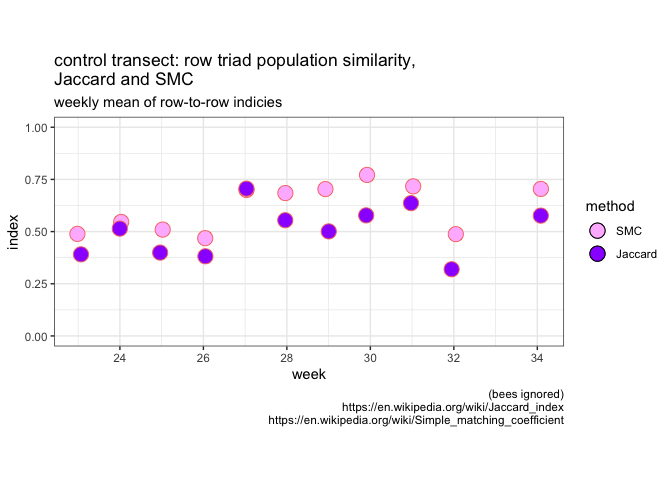 control transect: row triad population similarity,
Jaccard and SMC
weekly mean of row-to-row indicies
1.00
0.75
0.50
0.25
0.00
index
24 26 28 30 32 34
week
method
SMC
Jaccard
(bees ignored)
https://en.wikipedia.org/wiki/Jaccard_index
https://en.wikipedia.org/wiki/Simple_matching_coefficient